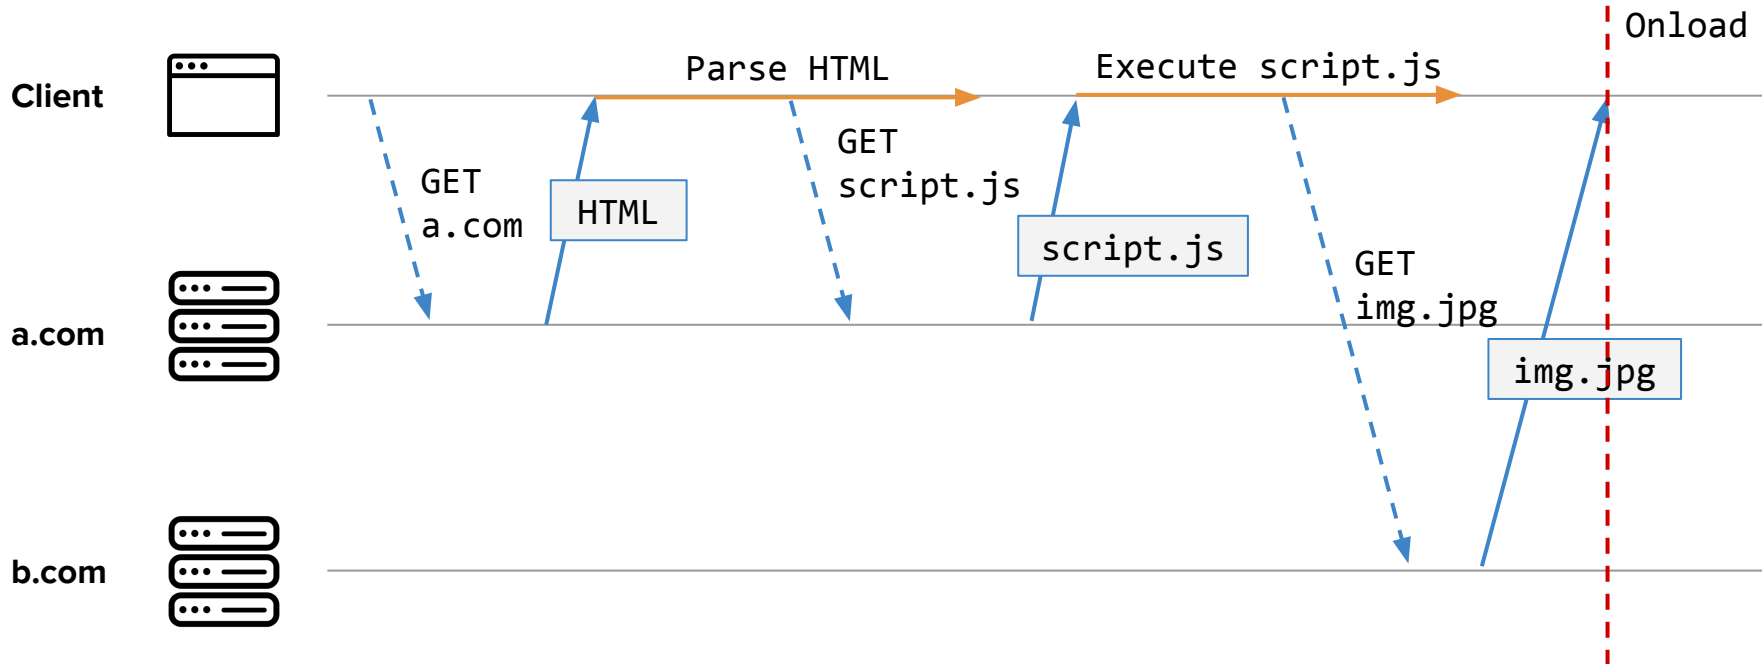 Onload
Client
Parse HTML
Execute script.js
GET
a.com
HTML
GET
script.js
script.js
GET
img.jpg
a.com
img.jpg
b.com